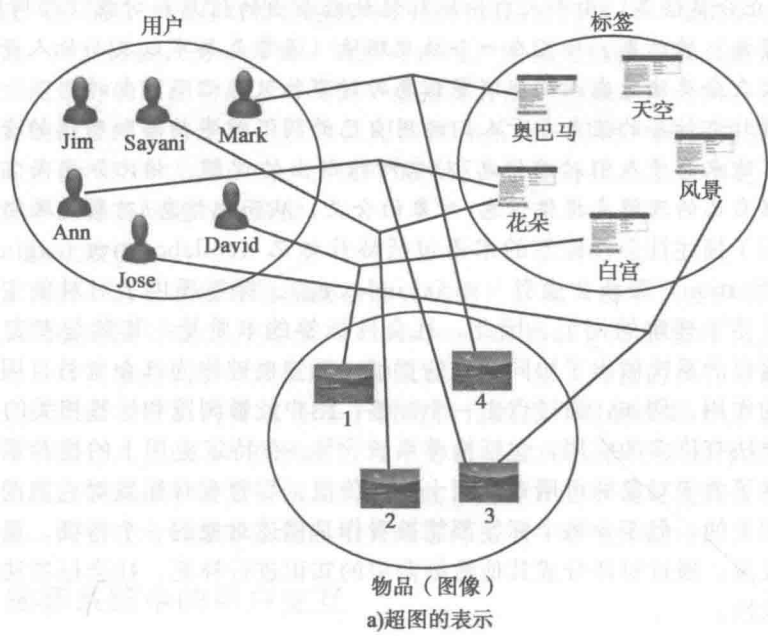 用户
标签
Jim
Sayani
Mark
奥巴马
天空
风景
Ann
David
Jose
花朵
白宫
1
4
2
3
物品（图像）
a)超图的表示